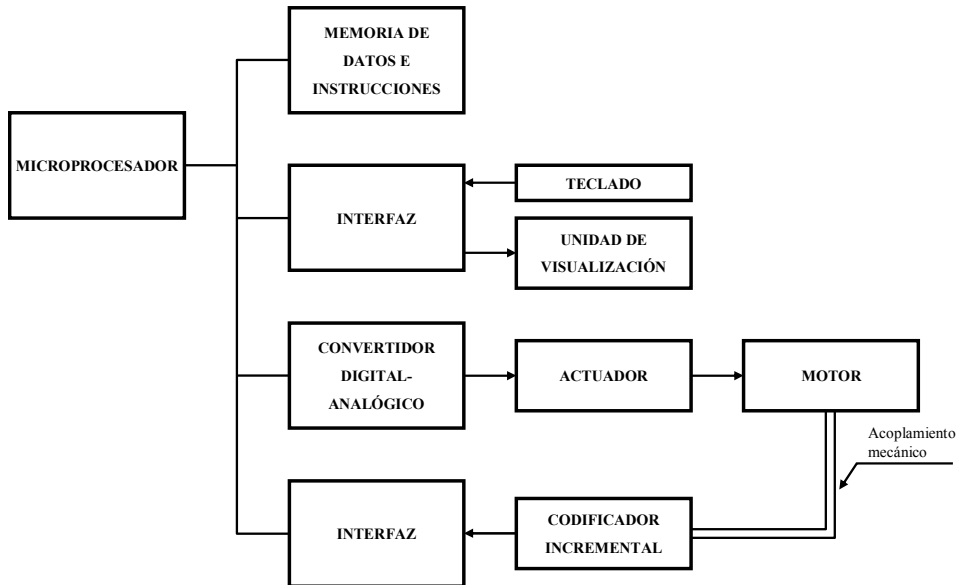 MEMORIA DE
DATOS E
INSTRUCCIONES
MICROPROCESADOR
INTERFAZ
TECLADO
UNIDAD DE
VISUALIZACIÓN
CONVERTIDOR
DIGITAL-
ANALÓGICO
ACTUADOR
MOTOR
Acoplamiento
mecánico
INTERFAZ
CODIFICADOR
INCREMENTAL